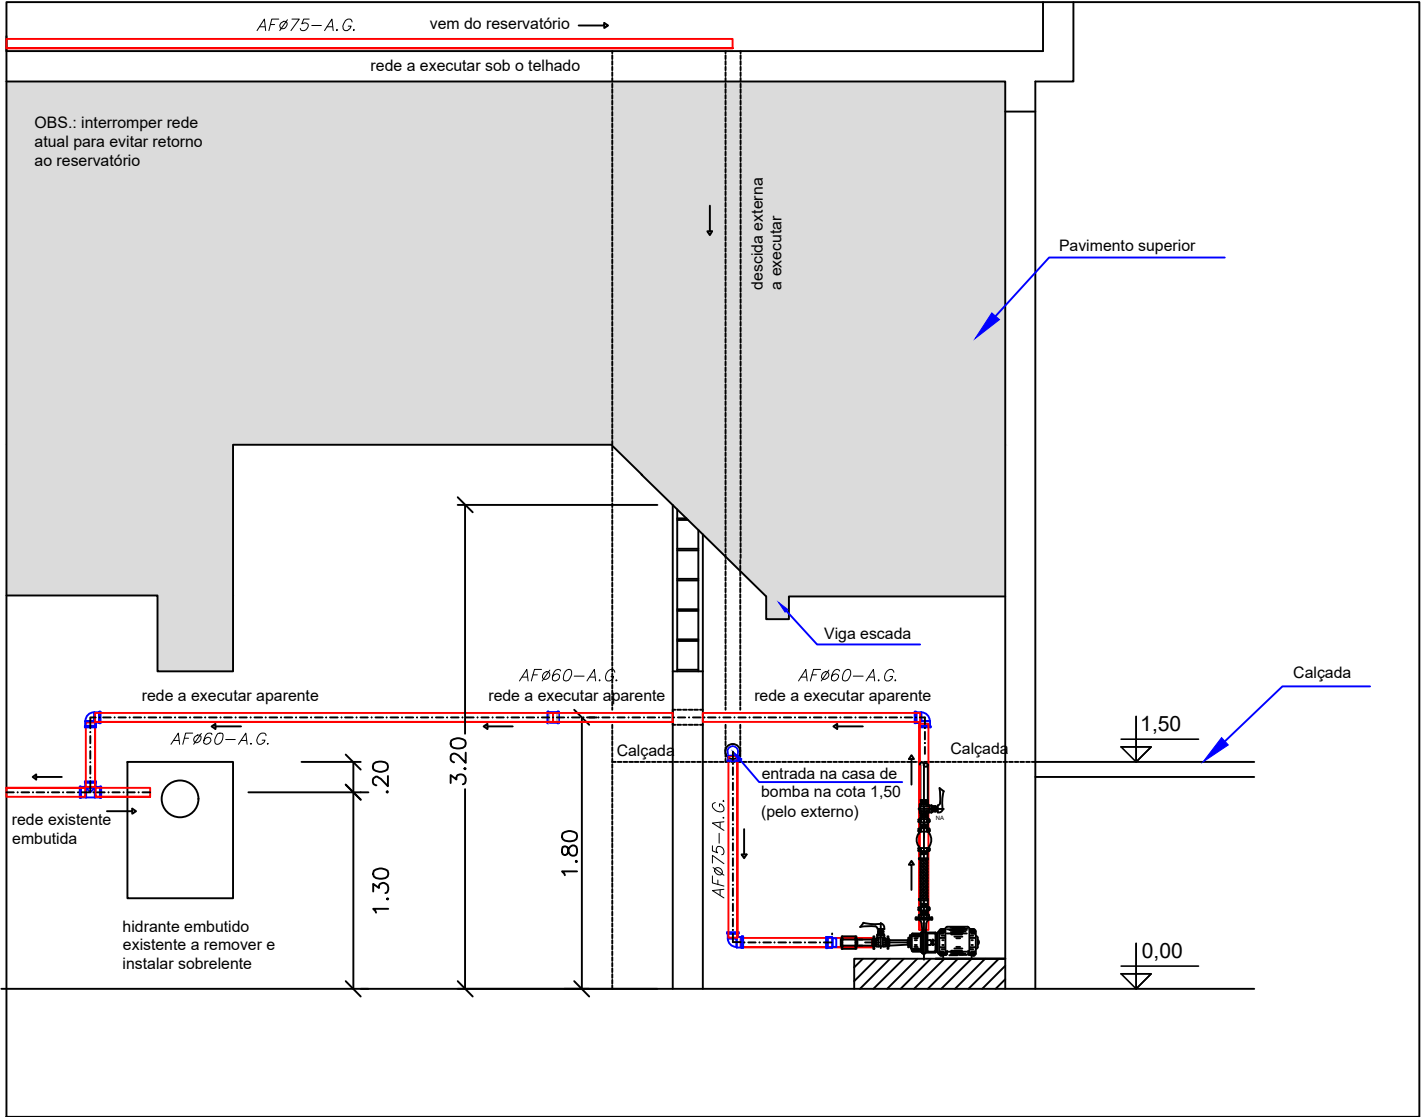 AFø75-A.G.
vem do reservatório
rede a executar sob o telhado
OBS.: interromper rede
atual para evitar retorno
ao reservatório
descida externa
a executar
Pavimento superior
Viga escada
AFø60-A.G.
rede a executar aparente
AFø60-A.G.
rede a executar aparente
rede a executar aparente
AFø60-A.G.
Calçada
1,50
Calçada
Calçada
3.20
.20
entrada na casa de
bomba na cota 1,50
(pelo externo)
rede existente
embutida
AFø75-A.G.
NA
1.80
1.30
hidrante embutido
existente a remover e
instalar sobrelente
0,00